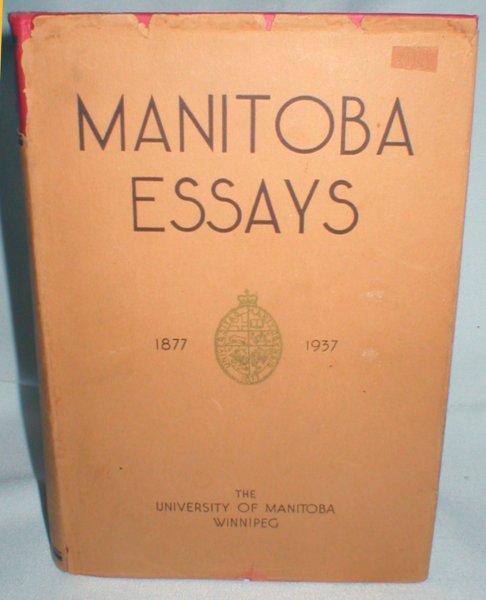 MANITOBA
ESSAYS
1877
1937
THE
UNIVERSITY OF MANITOBA
WINNIPEG